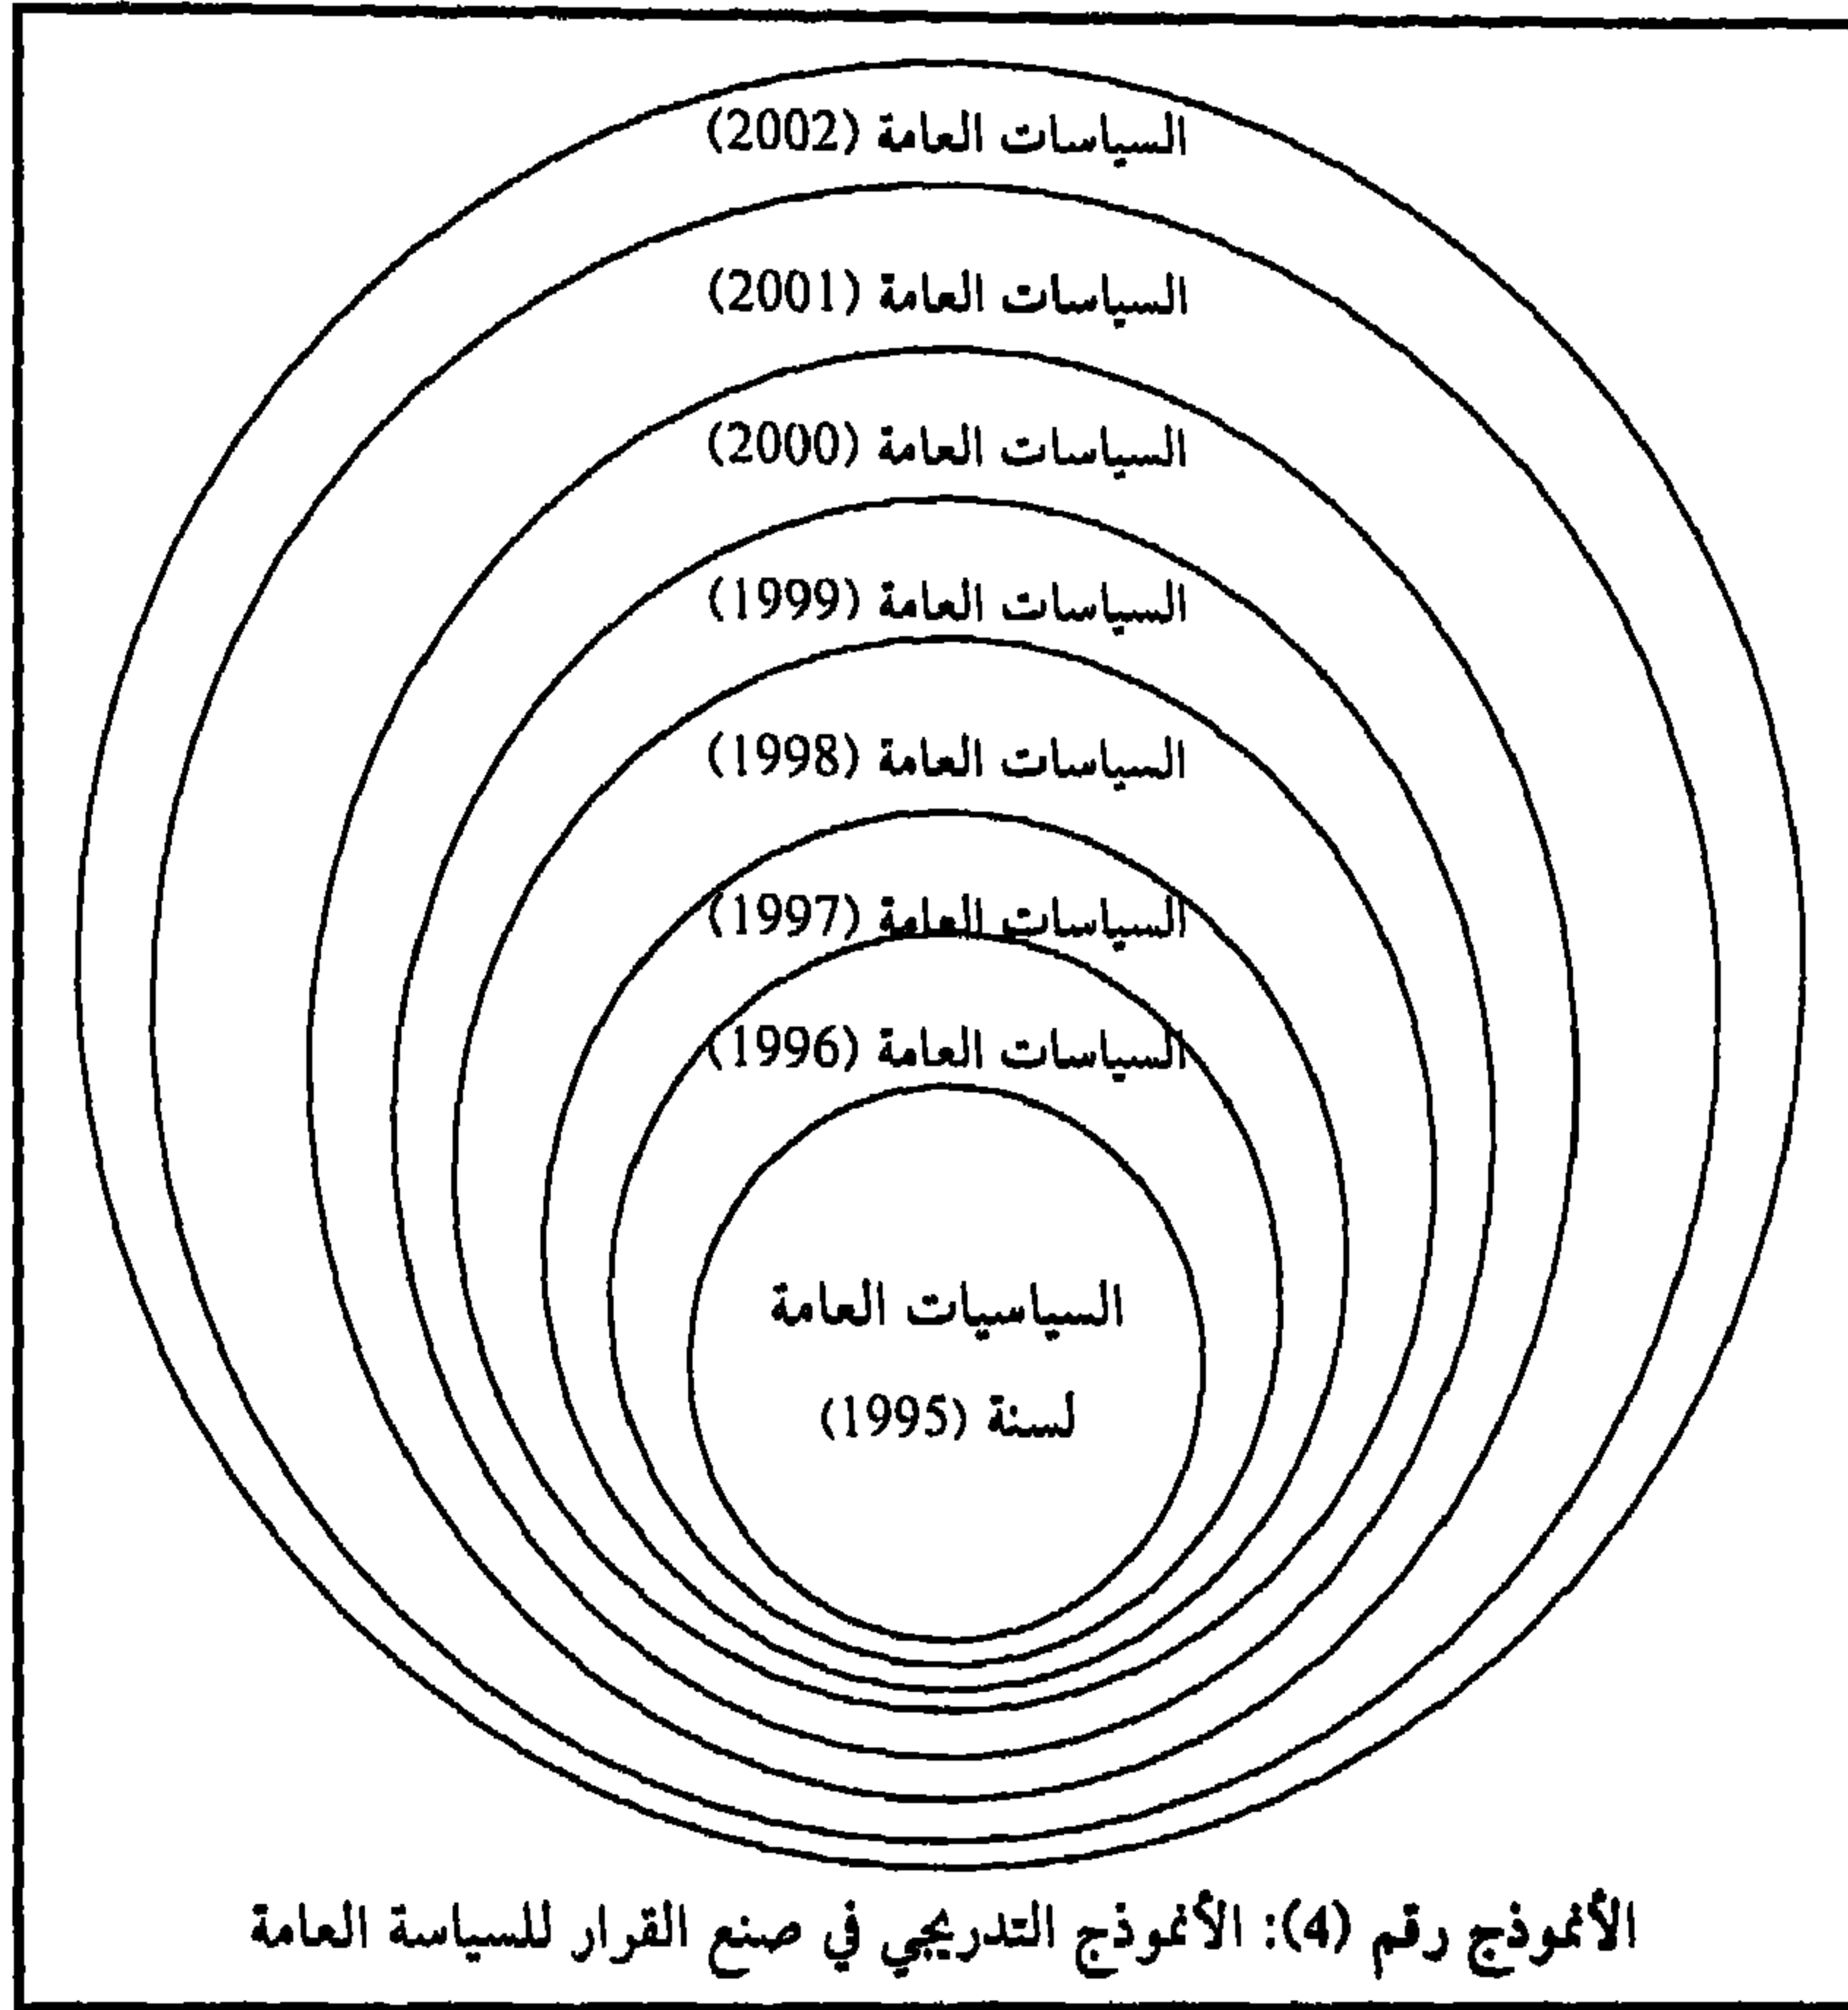 السياسات العامة (2002)
السياسات العامة (2001)
السياسات العامة (2000)
السياسات العامة (1999)
السياسات العامة (1998)
السياسات العامة (1997)
السياسات العامة (1996)
السياسيات العامة
لسنة (1995)
الأنموذج رقم (4): الأنموذج التدريجي في صنع القرار للسياسة العامة